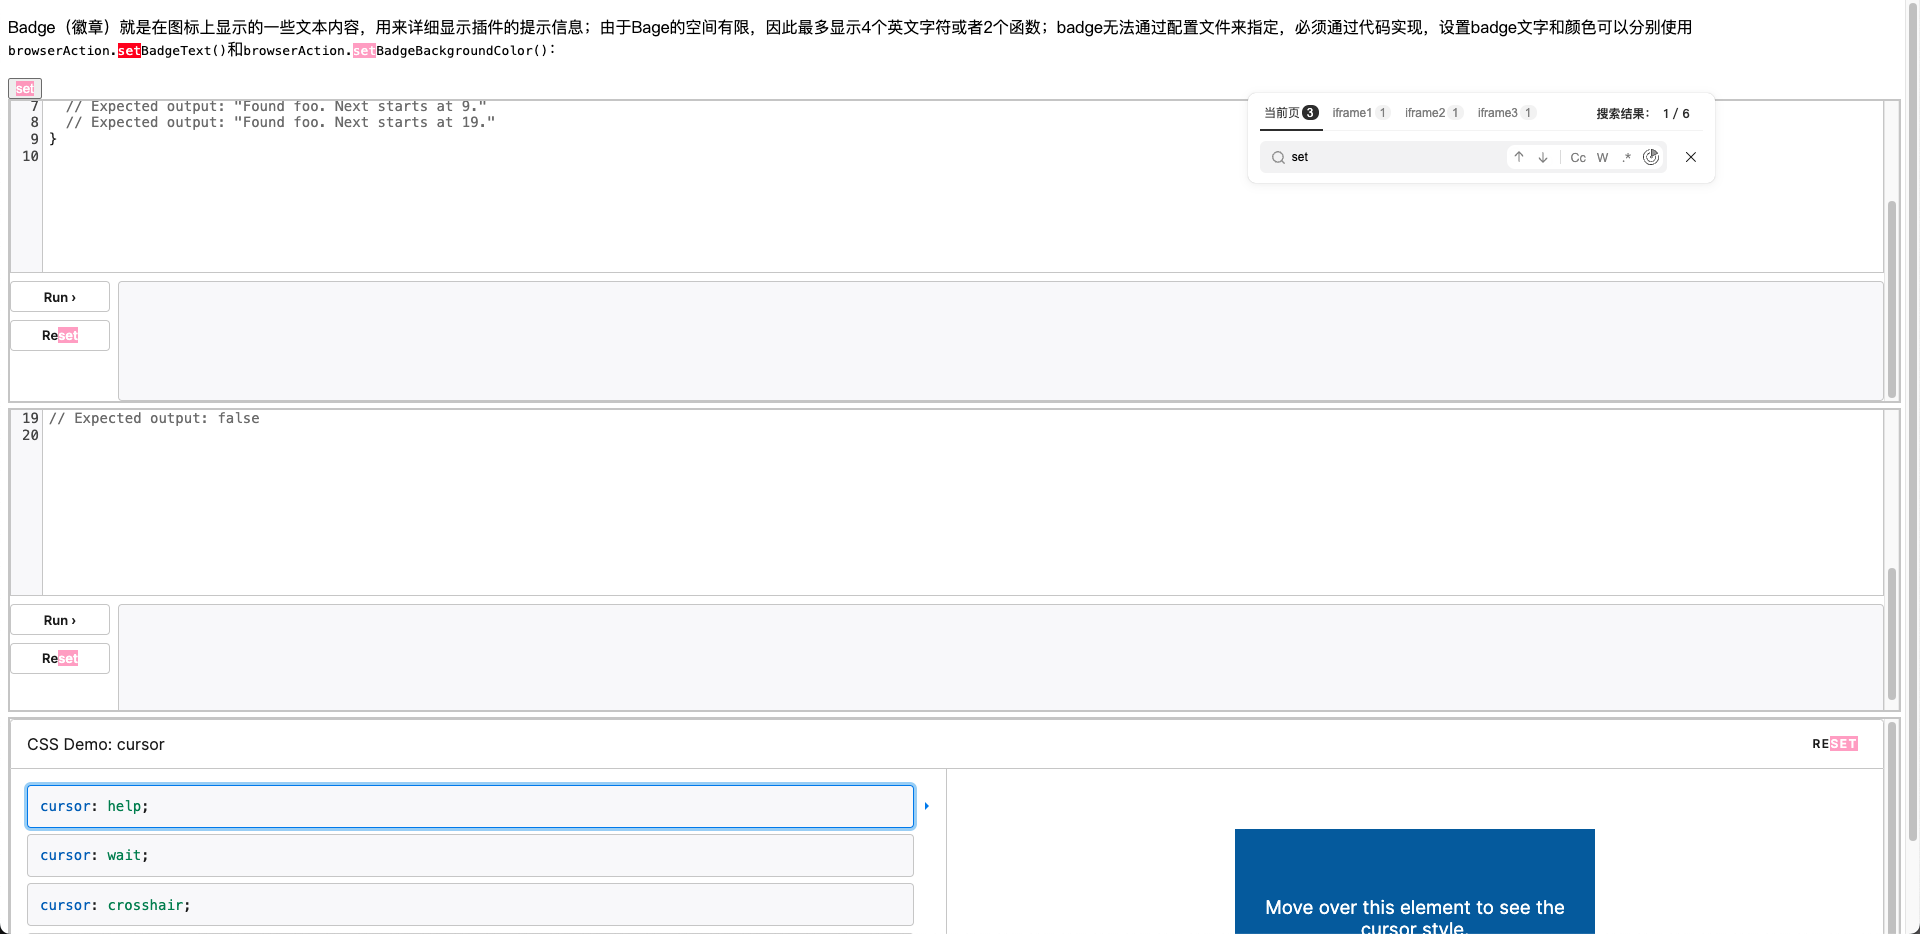 Badge（徽章）就是在图标上显示的一些文本内容，用来详细显示插件的提示信息；由于Bage的空间有限，因此最多显示4个英文字符或者2个函数；badge无法通过配置文件来指定，必须通过代码实现，设置badge文字和颜色可以分别使用
browserAction.setBadgeText()和browserAction.setBadgeBackgroundColor()：
set
7 // Expected output: "Found foo. Next starts at 9."
8 // Expected output: "Found foo. Next starts at 19."
9 }
10
当前页 3 iframe1 1 iframe2 1 iframe3 1 搜索结果： 1 / 6
set Cc W .*
Run ›
Reset
19 // Expected output: false
20
Run ›
Reset
CSS Demo: cursor
RESET
cursor: help;
cursor: wait;
cursor: crosshair;
Move over this element to see the
cursor style.